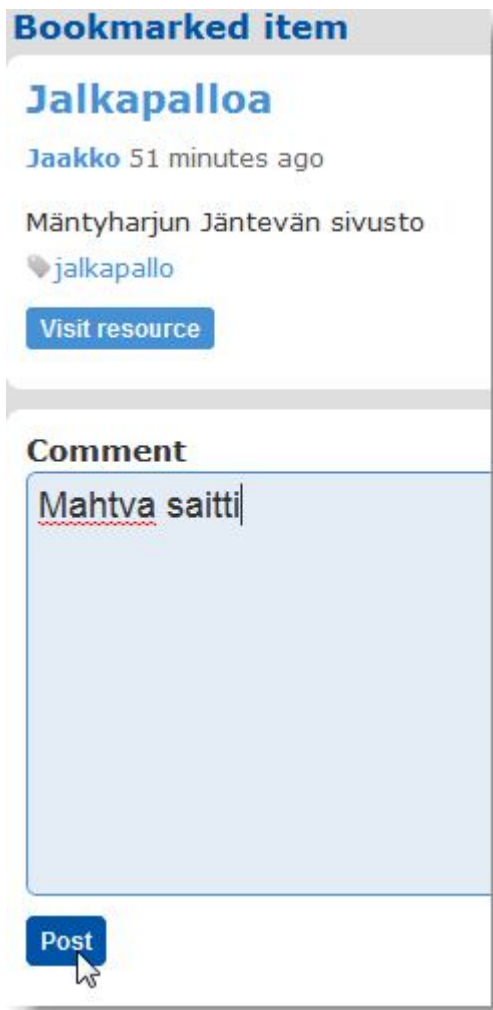 Bookmarked item
Jalkapalloa
Jaakko 51 minutes ago
Mäntyharjun Jäntevän sivusto
jalkapallo
Visit resource
Comment
Mahtva saitti
Post